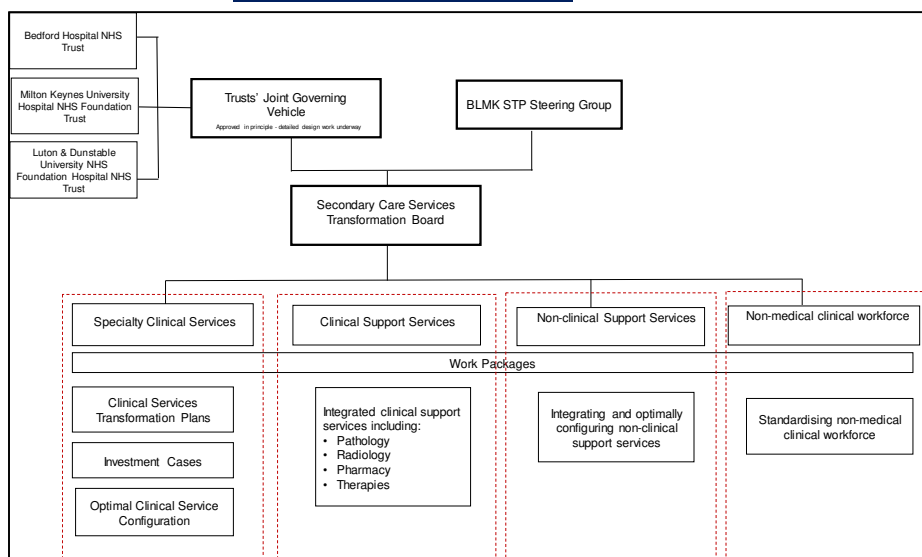 Bedford Hospital NHS
Trust
Milton Keynes University
Hospital NHS Foundation
Trust
Luton & Dunstable
University NHS
Foundation Hospital NHS
Trust
Trusts' Joint Governing
Vehicle
Approved in principle - detailed design work underway
BLMK STP Steering Group
Secondary Care Services
Transformation Board
Specialty Clinical Services
Clinical Support Services
Non-clinical Support Services
Non-medical clinical workforce
Work Packages
Clinical Services
Transformation Plans
Investment Cases
Optimal Clinical Service
Configuration
Integrated clinical support
services including:
• Pathology
• Radiology
• Pharmacy
• Therapies
Integrating and optimally
configuring non-clinical
support services
Standardising non-medical
clinical workforce